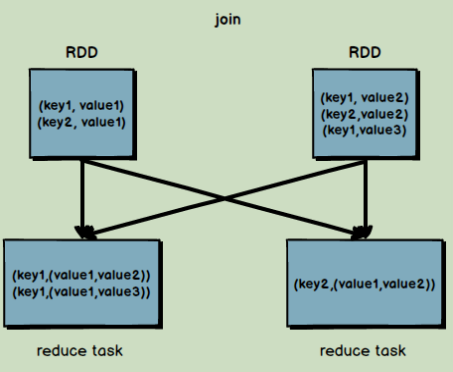 join
RDD
RDD
(key1, value1)
(key2, value1)
(key1, value2)
(key2,value2)
(key1,value3)
(key1,(value1,value2))
(key1,(value1,value3))
(key2,(value1,value2))
reduce task
reduce task